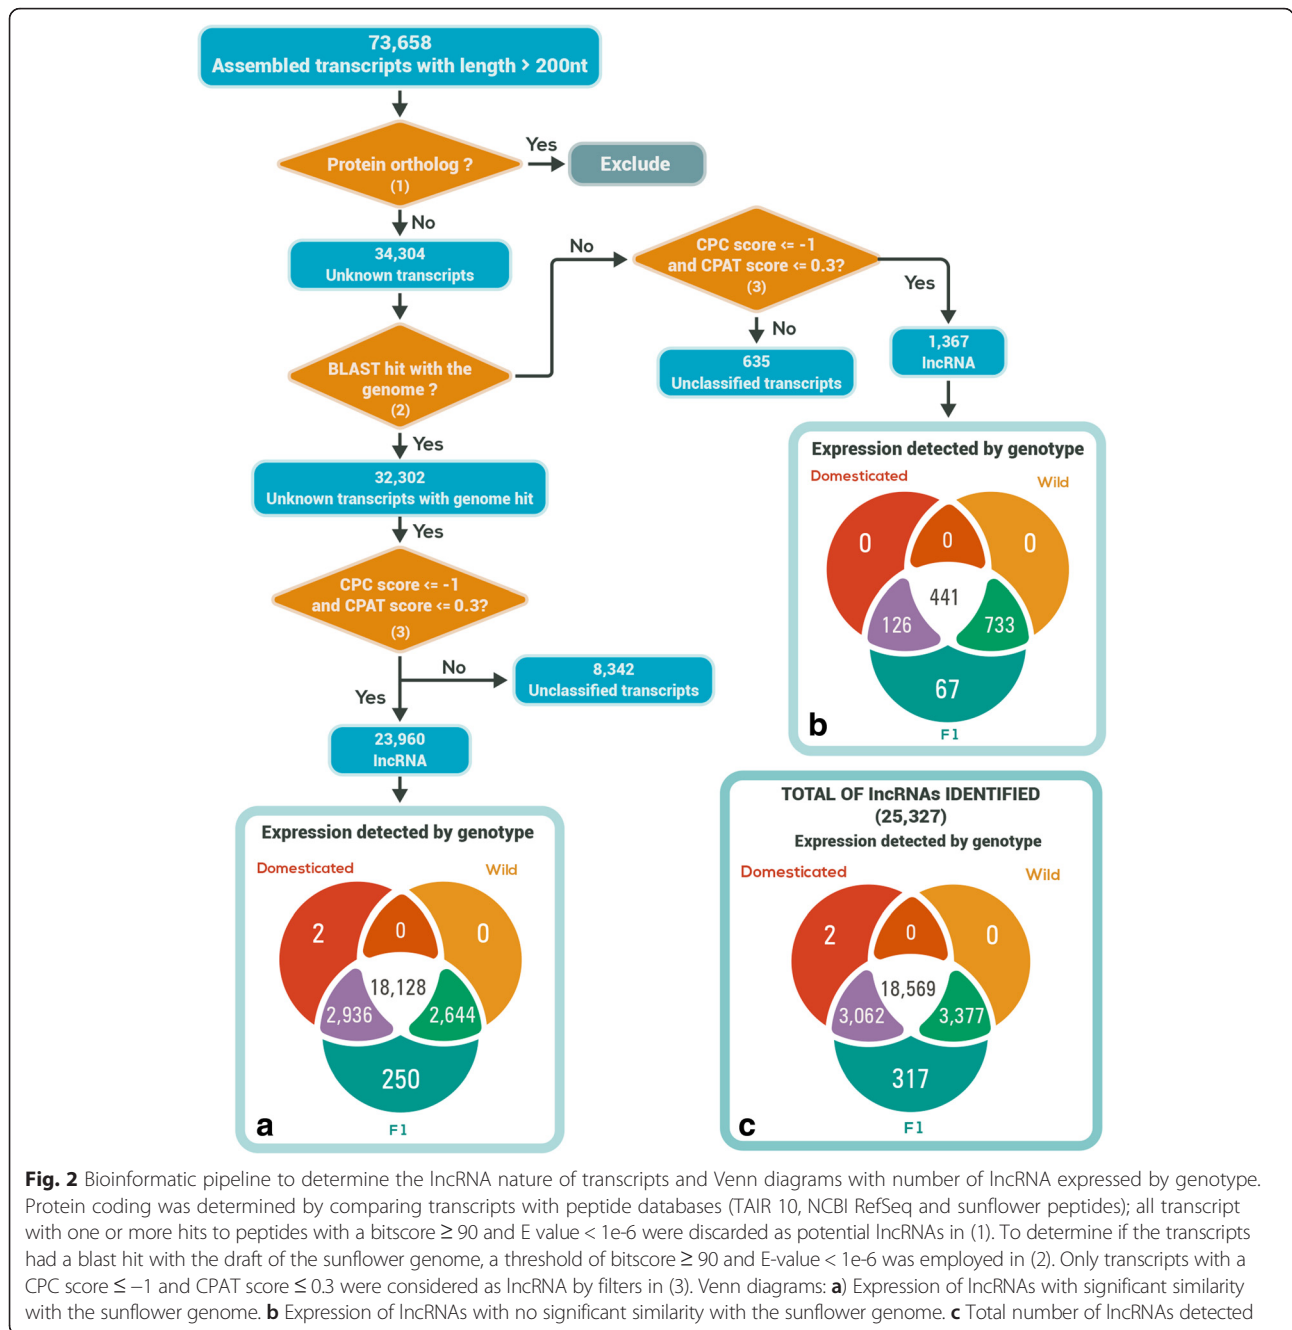 73,658
Assembled transcripts with length > 200nt
Protein ortholog ?
(1)
Yes
Exclude
No
34,304
Unknown transcripts
BLAST hit with the
genome ?
(2)
No
CPC score <= -1
and CPAT score <= 0.3?
(3)
Yes
No
635
Unclassified transcripts
1,367
lncRNA
Yes
32,302
Unknown transcripts with genome hit
Yes
CPC score <= -1
and CPAT score <= 0.3?
(3)
No
8,342
Unclassified transcripts
Yes
23,960
lncRNA
Expression detected by genotype
Domesticated
Wild
0
0
0
441
126
733
67
b
F1
Expression detected by genotype
Domesticated
Wild
2
0
0
18,128
2,936
2,644
250
a
F1
TOTAL OF lncRNAs IDENTIFIED
(25,327)
Expression detected by genotype
Domesticated
Wild
2
0
0
18,569
3,062
3,377
317
c
F1
Fig. 2 Bioinformatic pipeline to determine the lncRNA nature of transcripts and Venn diagrams with number of lncRNA expressed by genotype.
Protein coding was determined by comparing transcripts with peptide databases (TAIR 10, NCBI RefSeq and sunflower peptides); all transcript
with one or more hits to peptides with a bitscore ≥ 90 and E value < 1e-6 were discarded as potential lncRNAs in (1). To determine if the transcripts
had a blast hit with the draft of the sunflower genome, a threshold of bitscore ≥ 90 and E-value < 1e-6 was employed in (2). Only transcripts with a
CPC score ≤ −1 and CPAT score ≤ 0.3 were considered as lncRNA by filters in (3). Venn diagrams: a) Expression of lncRNAs with significant similarity
with the sunflower genome. b Expression of lncRNAs with no significant similarity with the sunflower genome. c Total number of lncRNAs detected